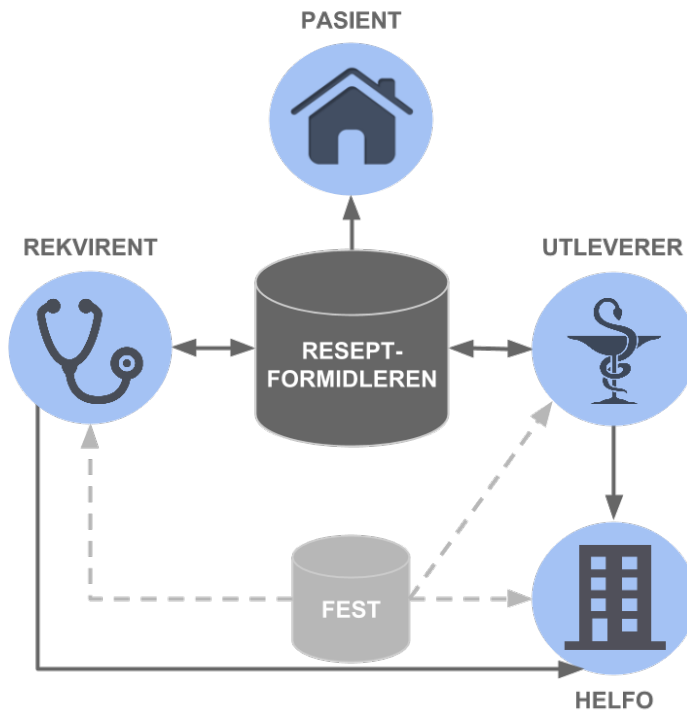 PASIENT
REKVIRENT
UTLEVERER
RESEPT-
FORMIDLEREN
FEST
HELFO